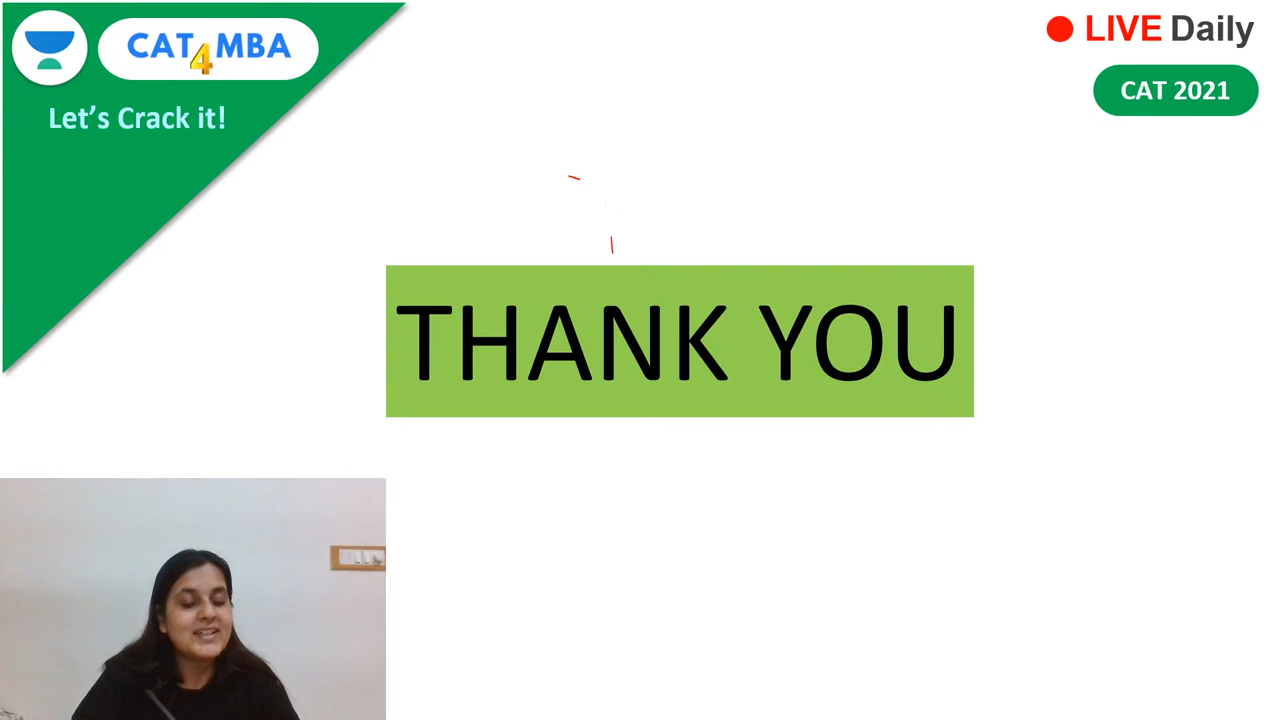 CAT4MBA
Let's Crack it!
LIVE Daily
CAT 2021
THANK YOU